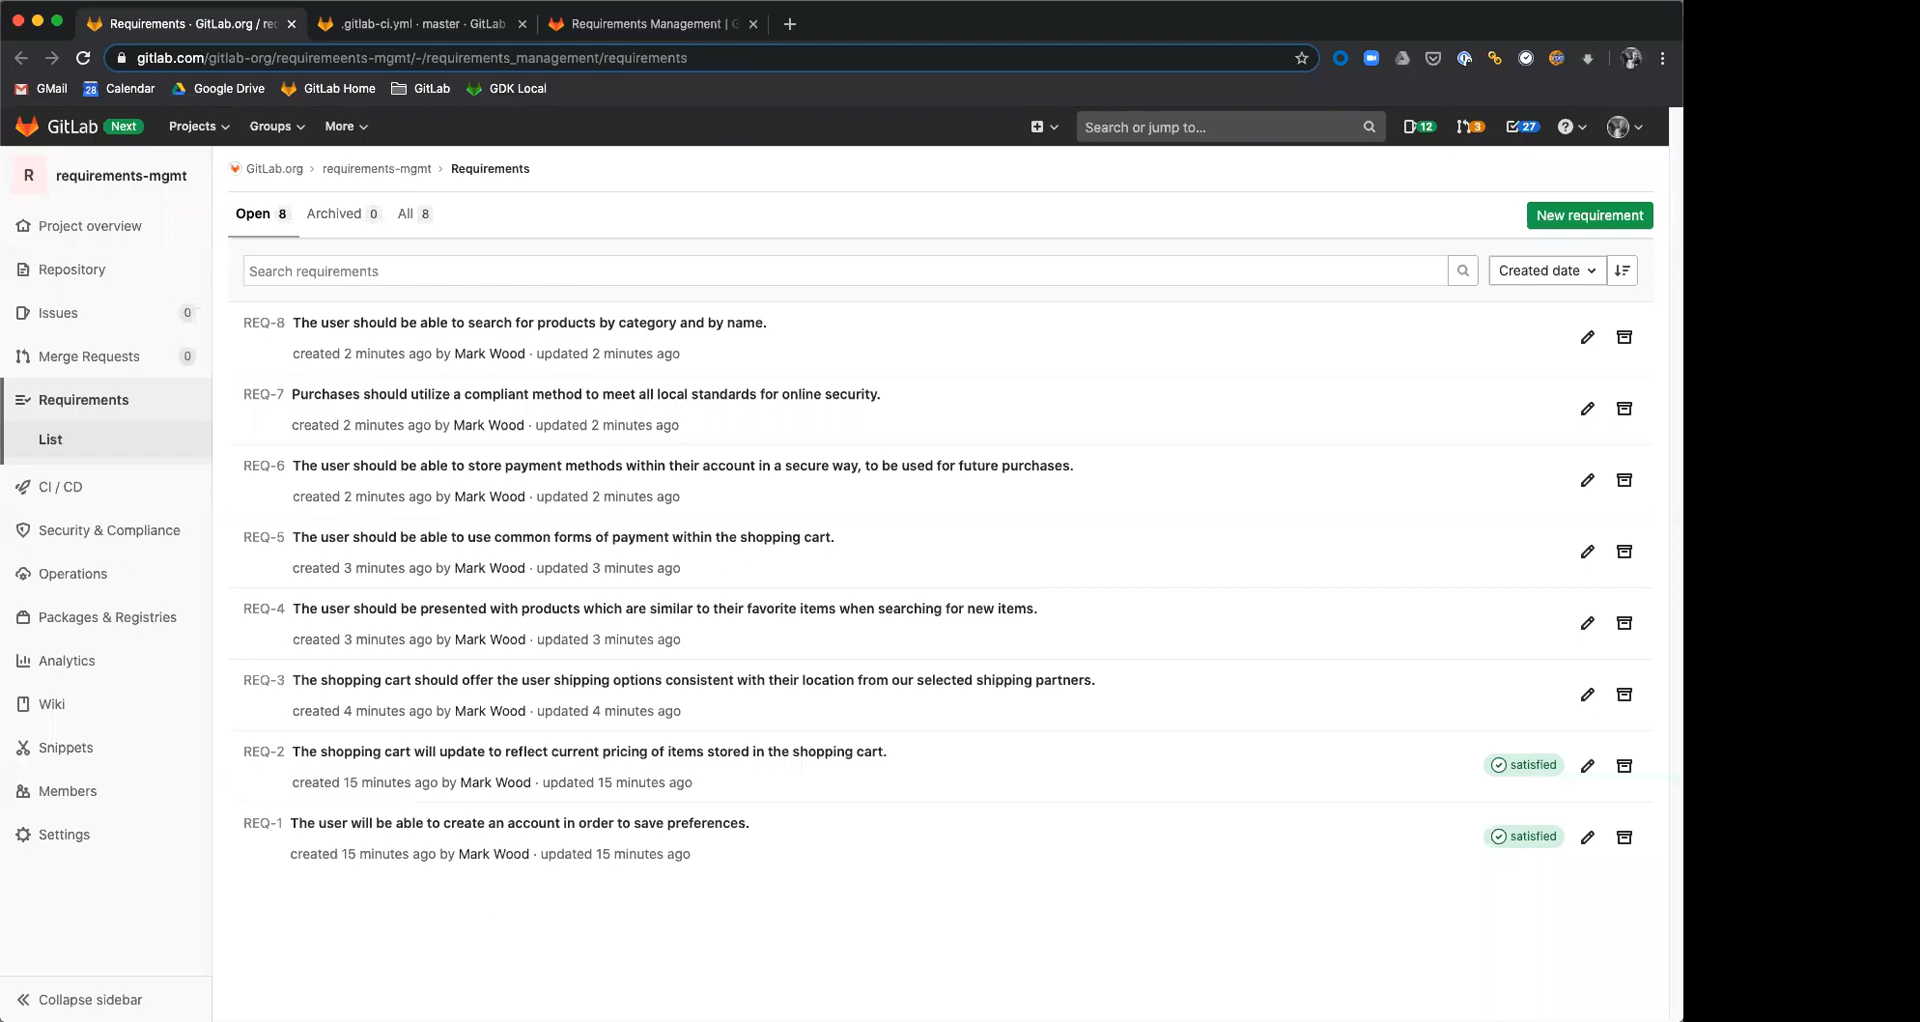 Requirements · GitLab.org / rec
.gitlab-ci.yml · master · GitLab
Requirements Management | G
gitlab.com/gitlab-org/requiremeents-mgmt/-/requirements_management/requirements
GMail
28 Calendar
Google Drive
GitLab Home
GitLab
GDK Local
GitLab Next
Projects
Groups
More
Search or jump to...
12
3
27
R requirements-mgmt
GitLab.org › requirements-mgmt › Requirements
Open 8
Archived 0
All 8
New requirement
Project overview
Repository
Issues 0
Merge Requests 0
Requirements
List
CI / CD
Security & Compliance
Operations
Packages & Registries
Analytics
Wiki
Snippets
Members
Settings
Collapse sidebar
Search requirements
Created date
REQ-8 The user should be able to search for products by category and by name.
created 2 minutes ago by Mark Wood · updated 2 minutes ago
REQ-7 Purchases should utilize a compliant method to meet all local standards for online security.
created 2 minutes ago by Mark Wood · updated 2 minutes ago
REQ-6 The user should be able to store payment methods within their account in a secure way, to be used for future purchases.
created 2 minutes ago by Mark Wood · updated 2 minutes ago
REQ-5 The user should be able to use common forms of payment within the shopping cart.
created 3 minutes ago by Mark Wood · updated 3 minutes ago
REQ-4 The user should be presented with products which are similar to their favorite items when searching for new items.
created 3 minutes ago by Mark Wood · updated 3 minutes ago
REQ-3 The shopping cart should offer the user shipping options consistent with their location from our selected shipping partners.
created 4 minutes ago by Mark Wood · updated 4 minutes ago
REQ-2 The shopping cart will update to reflect current pricing of items stored in the shopping cart.
satisfied
created 15 minutes ago by Mark Wood · updated 15 minutes ago
REQ-1 The user will be able to create an account in order to save preferences.
satisfied
created 15 minutes ago by Mark Wood · updated 15 minutes ago